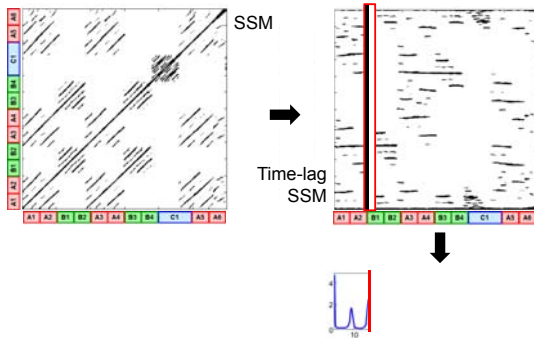 SSM
A6
A5
C1
B4
B3
A4
A3
B2
B1
A2
A1
A1 A2 B1 B2 A3 A4 B3 B4 C1 A5 A6
Time-lag
SSM
A1 A2 B1 B2 A3 A4 B3 B4 C1 A5 A6
4
2
0
10